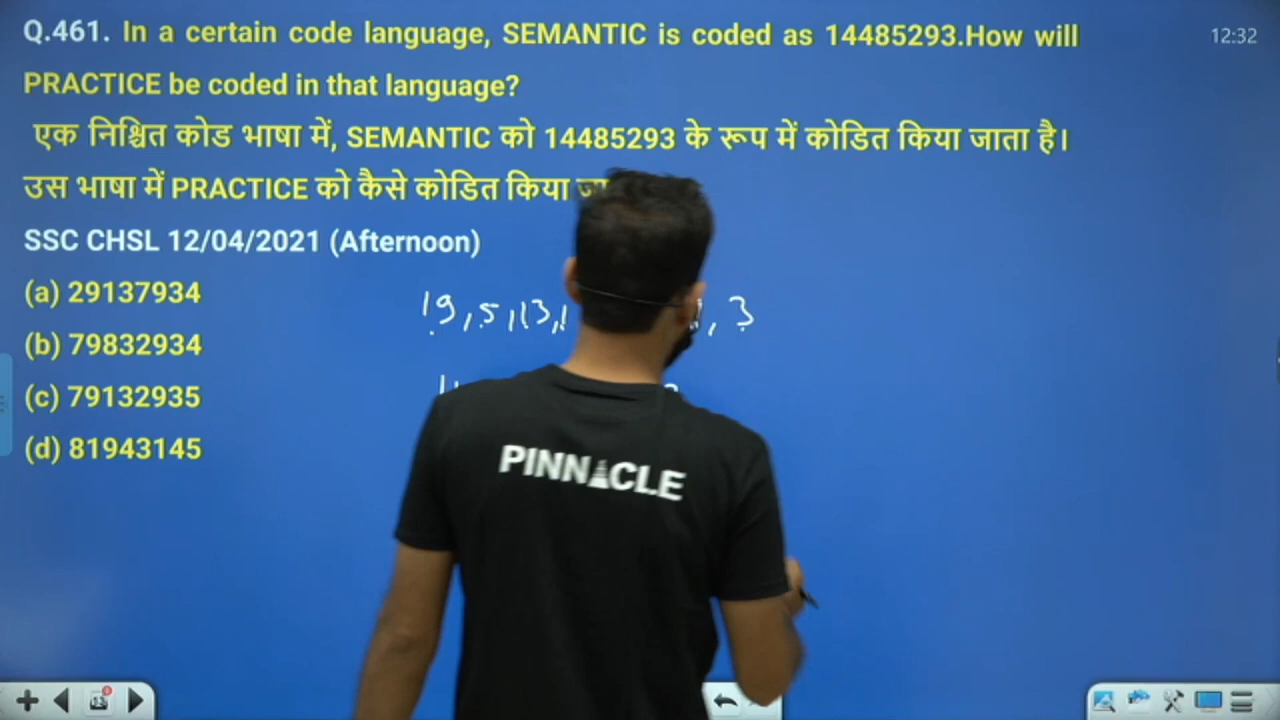 Q.461. In a certain code language, SEMANTIC is coded as 14485293.How will
12:32
PRACTICE be coded in that language?
एक निश्चित कोड भाषा में, SEMANTIC को 14485293 के रूप में कोडित किया जाता है।
उस भाषा में PRACTICE को कैसे कोडित किया
SSC CHSL 12/04/2021 (Afternoon)
(a) 29137934
19, 5, 13, 1
, 3
(b) 79832934
(c) 79132935
(d) 81943145
PINNACLE